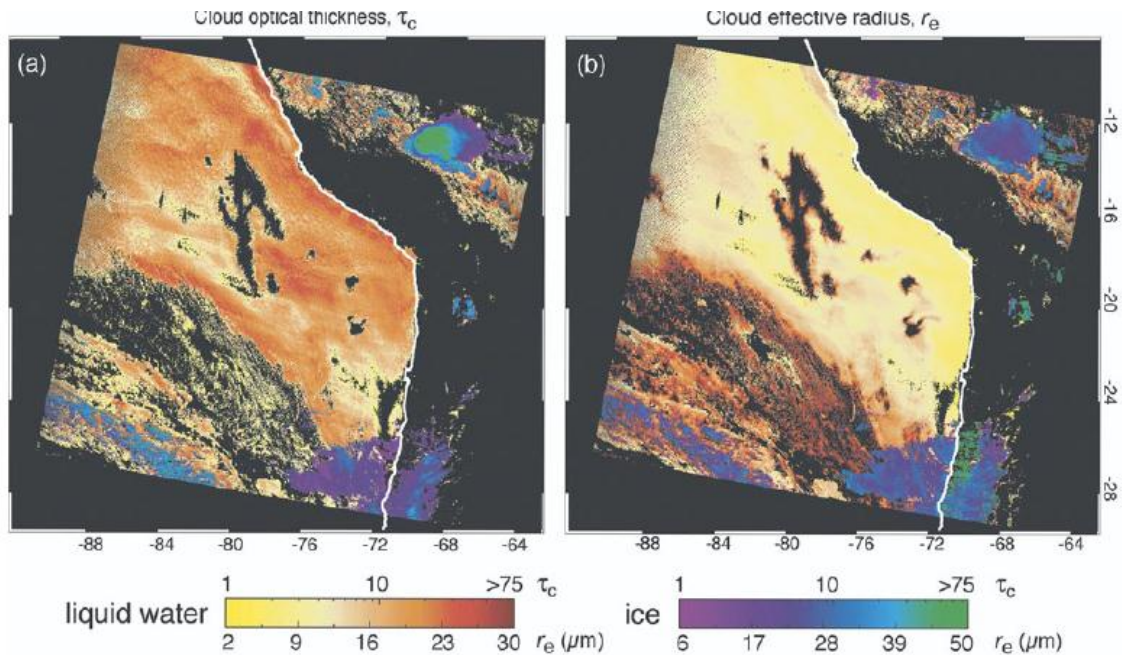 Cloud optical thickness, τc
Cloud effective radius, re
(a)
(b)
-12
-16
-20
-24
-28
-88 -84 -80 -76 -72 -68 -64
-88 -84 -80 -76 -72 -68 -64
1 10 >75 τc
liquid water
2 9 16 23 30 re (μm)
1 10 >75 τc
ice
6 17 28 39 50 re (μm)